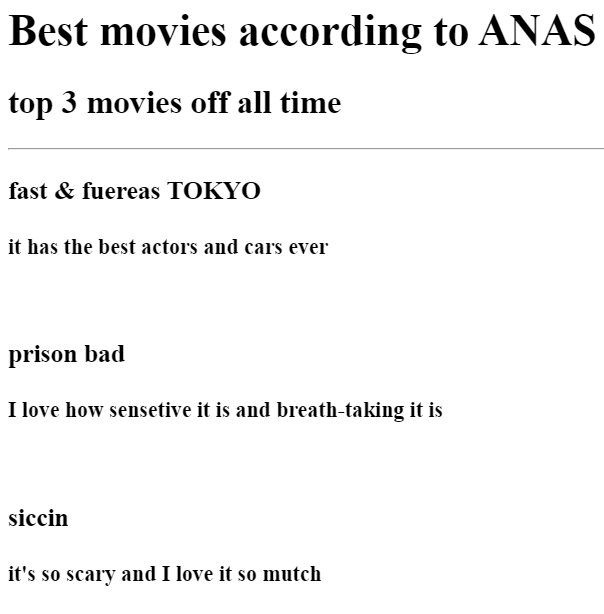 Best movies according to ANAS
top 3 movies off all time
fast & fuereas TOKYO
it has the best actors and cars ever
prison bad
I love how sensetive it is and breath-taking it is
siccin
it's so scary and I love it so mutch